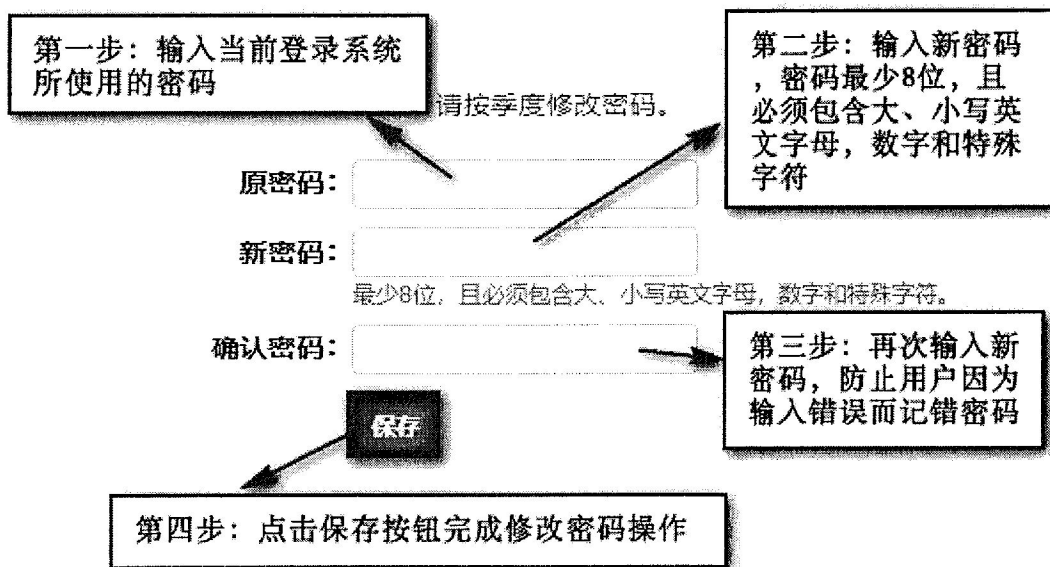 第一步：输入当前登录系统
所使用的密码
第二步：输入新密码
，密码最少8位，且
必须包含大、小写英
文字母，数字和特殊
字符
请按季度修改密码。
原密码：
新密码：
最少8位，且必须包含大、小写英文字母，数字和特殊字符。
确认密码：
第三步：再次输入新
密码，防止用户因为
输入错误而记错密码
保存
第四步：点击保存按钮完成修改密码操作